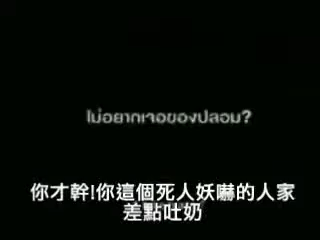 ไม่อยากเจอของปลอม?
你才幹!你這個死人妖嚇的人家
差點吐奶